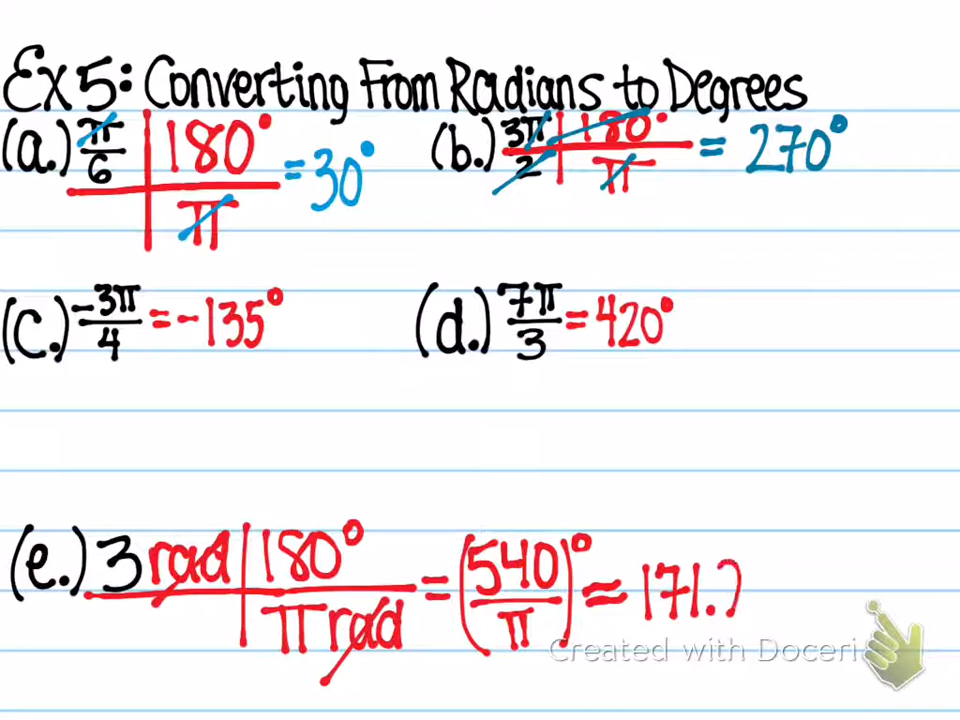 Ex 5: Converting From Radians to Degrees
(a.) π/6 | 180°/π = 30°
(b.) 3π/2 | 180°/π = 270°
(c.) -3π/4 = -135°
(d.) 7π/3 = 420°
(e.) 3 rad | 180°/π rad = (540/π)° ≈ 171.
Created with Doceri